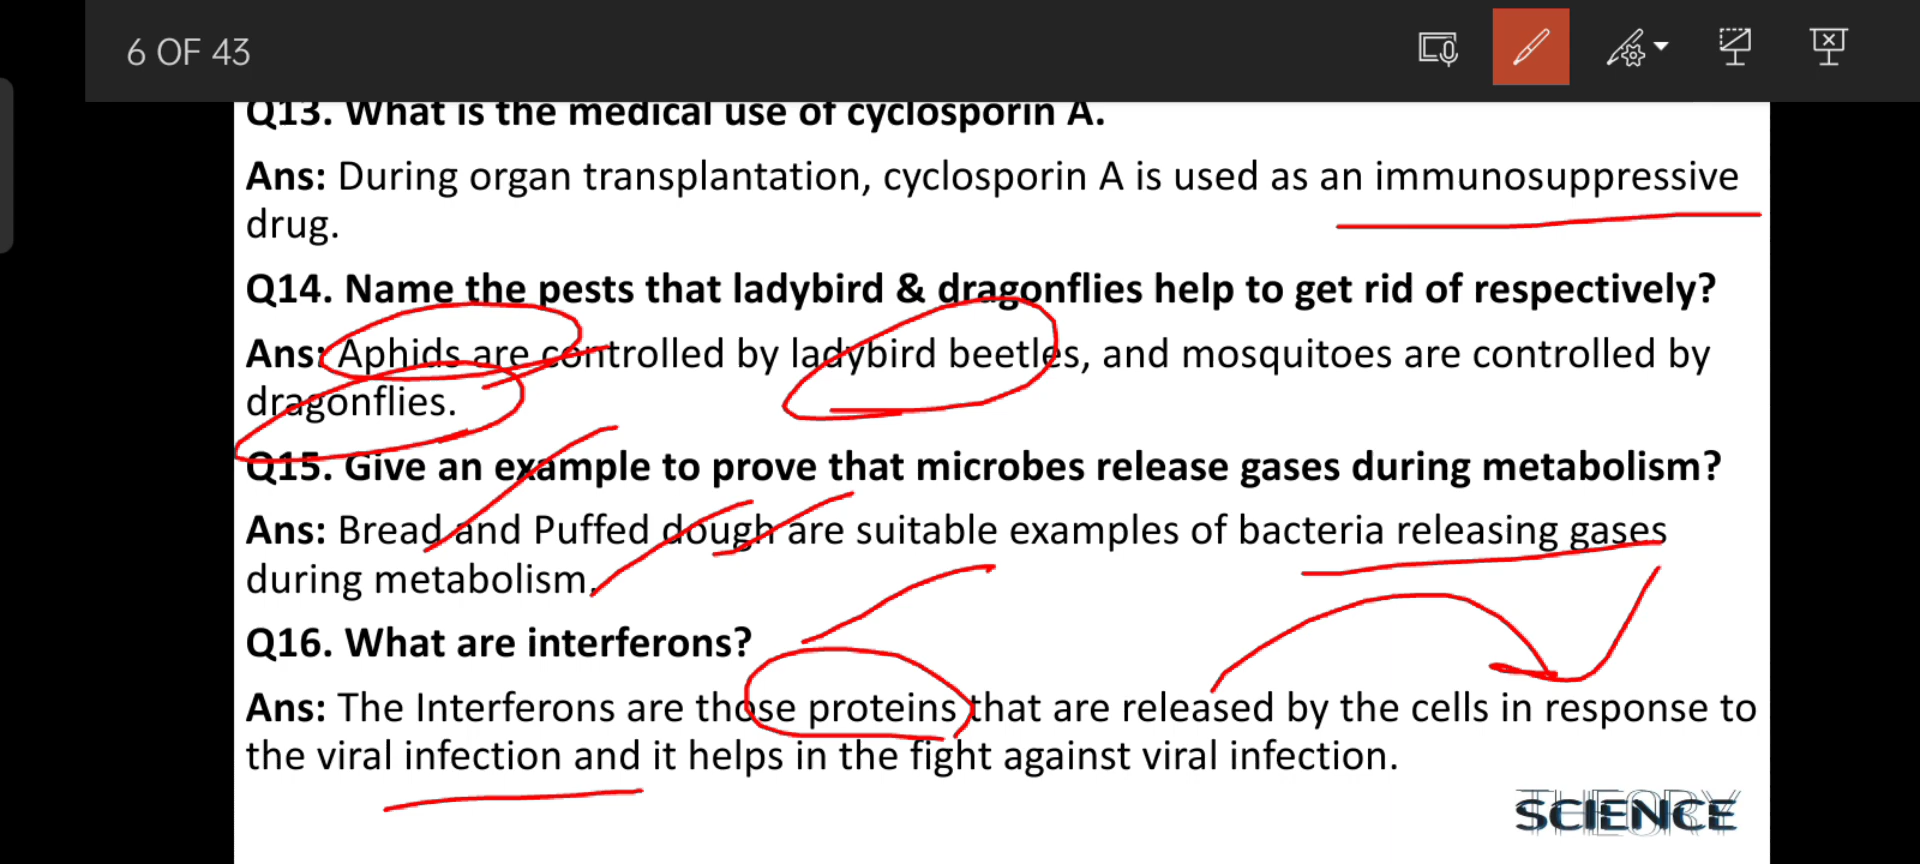 6 OF 43
Q13. What is the medical use of cyclosporin A.
Ans: During organ transplantation, cyclosporin A is used as an immunosuppressive
drug.
Q14. Name the pests that ladybird & dragonflies help to get rid of respectively?
Ans: Aphids are controlled by ladybird beetles, and mosquitoes are controlled by
dragonflies.
Q15. Give an example to prove that microbes release gases during metabolism?
Ans: Bread and Puffed dough are suitable examples of bacteria releasing gases
during metabolism.
Q16. What are interferons?
Ans: The Interferons are those proteins that are released by the cells in response to
the viral infection and it helps in the fight against viral infection.
THEORY
SCIENCE